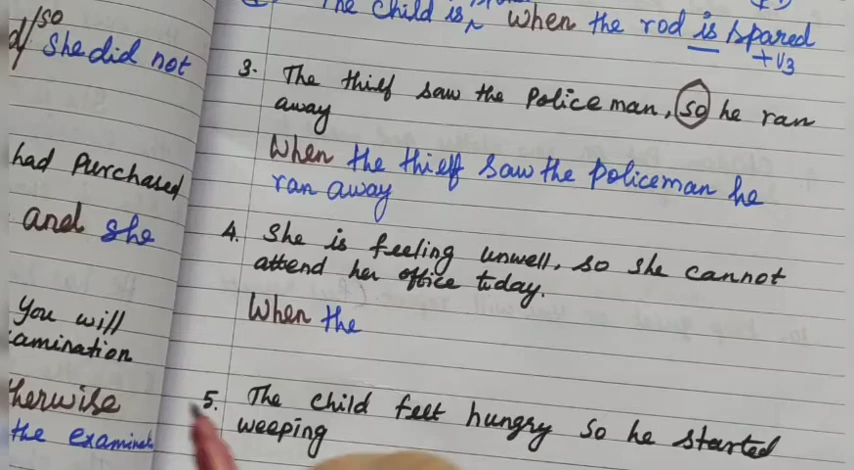 /so
d/ she did not
had Purchased
and she
You will
amination
herwise
the examinat
The Child is, when the rod is spared
+V3
3. The thief saw the Police man, so he ran
away
When the thieff saw the Policeman he
ran away
4. She is feeling unwell, so she cannot
attend her office today.
When the
5. The child felt hungry so he started
weeping